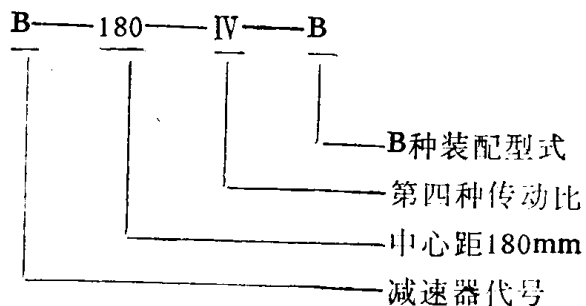 B—180—Ⅳ—B
B种装配型式
第四种传动比
中心距180mm
减速器代号